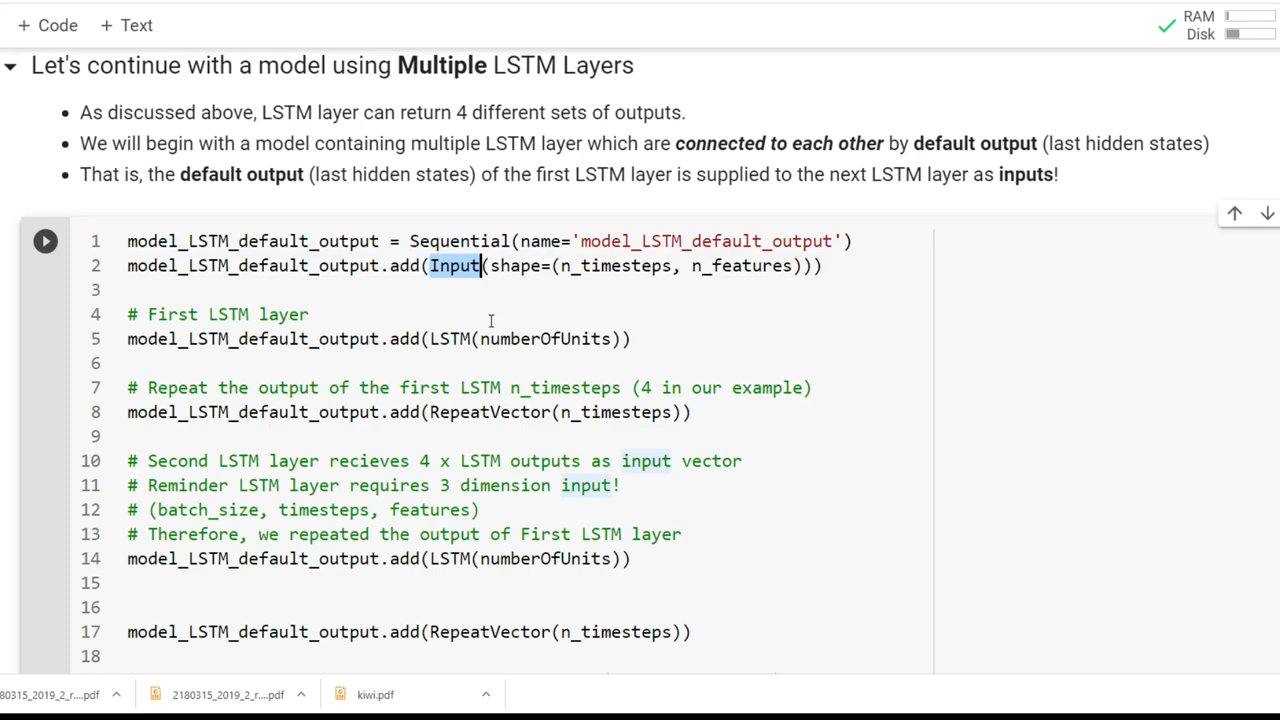 + Code + Text
RAM
Disk
Let's continue with a model using Multiple LSTM Layers
As discussed above, LSTM layer can return 4 different sets of outputs.
We will begin with a model containing multiple LSTM layer which are connected to each other by default output (last hidden states)
That is, the default output (last hidden states) of the first LSTM layer is supplied to the next LSTM layer as inputs!
1 model_LSTM_default_output = Sequential(name='model_LSTM_default_output')
2 model_LSTM_default_output.add(Input(shape=(n_timesteps, n_features)))
3
4 # First LSTM layer
5 model_LSTM_default_output.add(LSTM(numberOfUnits))
6
7 # Repeat the output of the first LSTM n_timesteps (4 in our example)
8 model_LSTM_default_output.add(RepeatVector(n_timesteps))
9
10 # Second LSTM layer recieves 4 x LSTM outputs as input vector
11 # Reminder LSTM layer requires 3 dimension input!
12 # (batch_size, timesteps, features)
13 # Therefore, we repeated the output of First LSTM layer
14 model_LSTM_default_output.add(LSTM(numberOfUnits))
15
16
17 model_LSTM_default_output.add(RepeatVector(n_timesteps))
18
80315_2019_2_r....pdf 2180315_2019_2_r....pdf kiwi.pdf